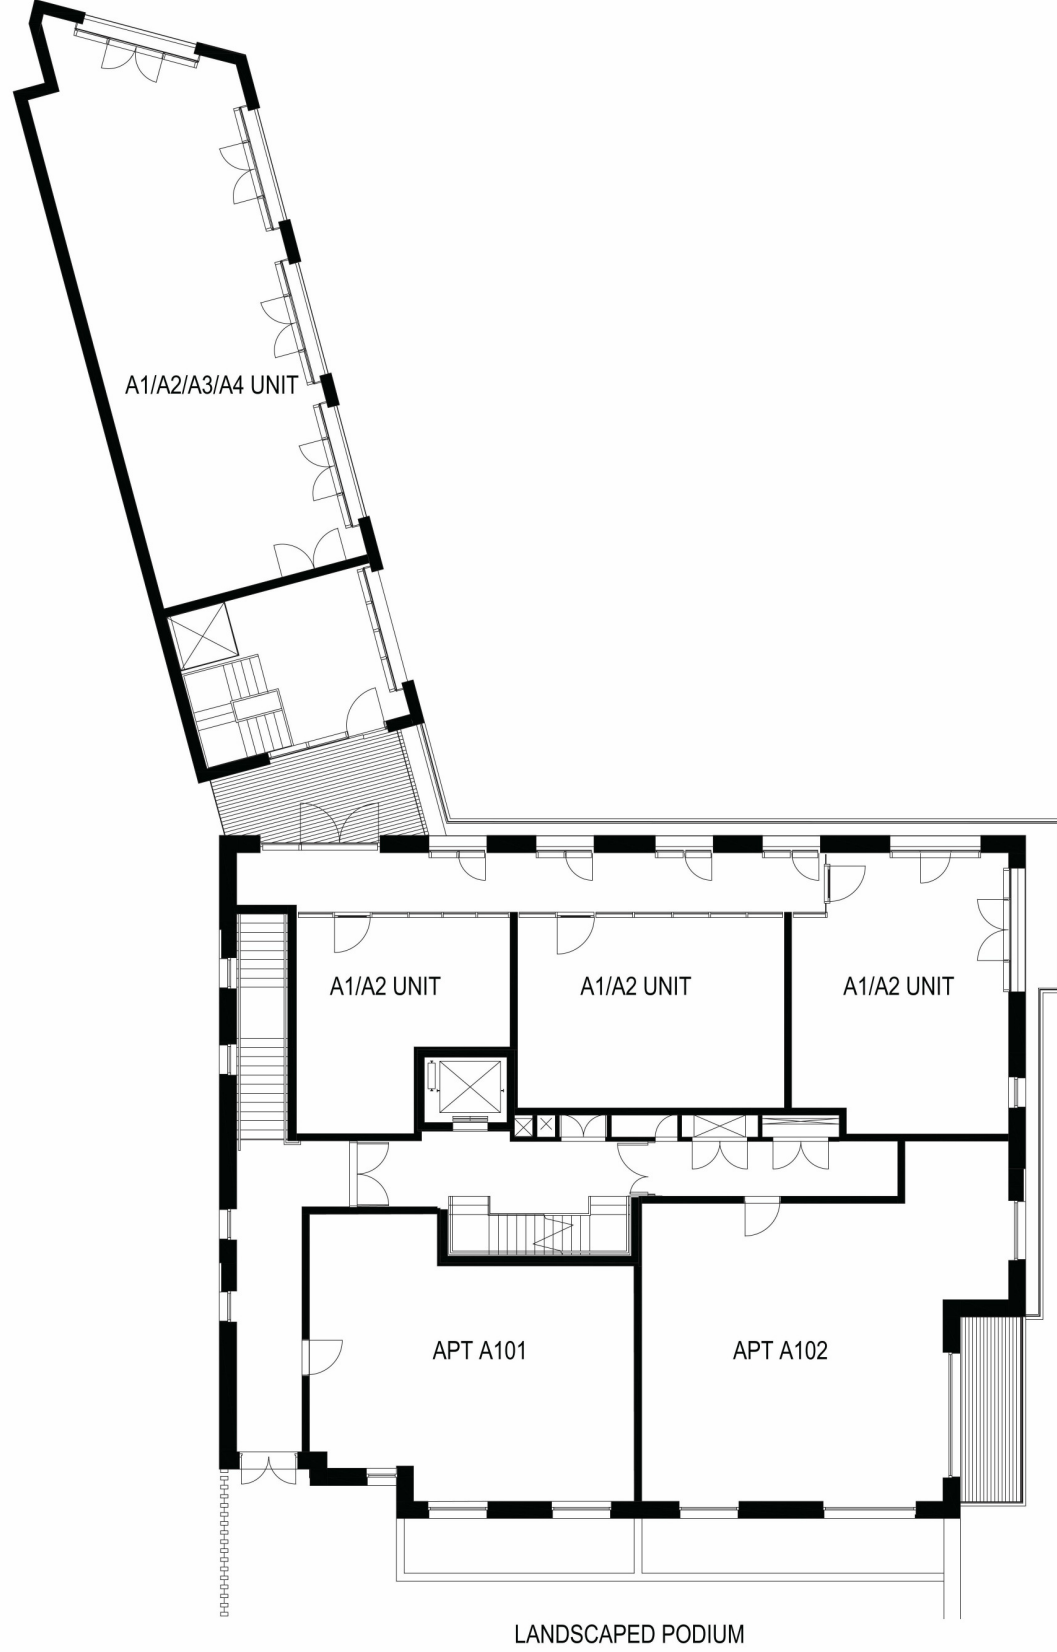 A1/A2/A3/A4 UNIT
A1/A2 UNIT
A1/A2 UNIT
A1/A2 UNIT
APT A101
APT A102
LANDSCAPED PODIUM